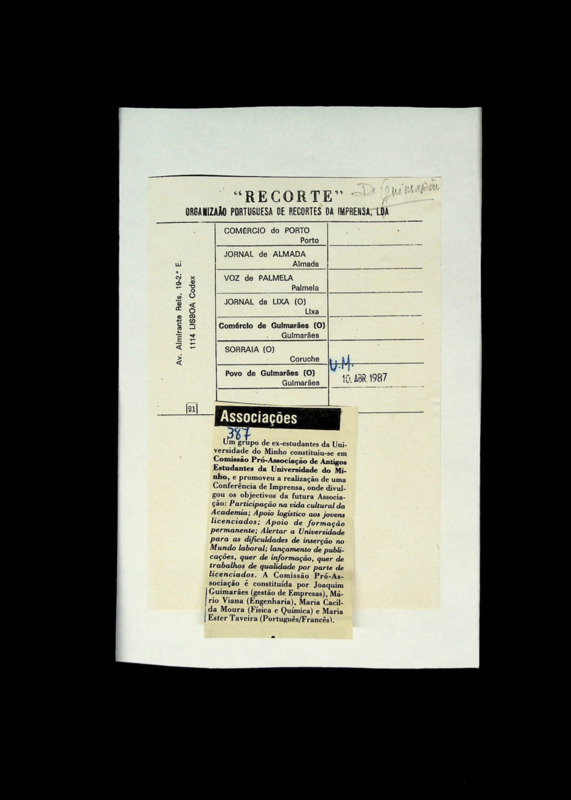 "RECORTE"
ORGANIZAÃO PORTUGUESA DE RECORTES DA IMPRENSA, LDA
Av. Almirante Reis, 19-2.º E.
1114 LISBOA Codex
COMÉRCIO do PORTO
Porto
JORNAL de ALMADA
Almada
VOZ de PALMELA
Palmela
JORNAL da LIXA (O)
Lixa
Comércio de Guimarães (O)
Guimarães
SORRAIA (O)
Coruche
U.M.
Povo de Guimarães (O)
Guimarães
10. ABR. 1987
21
Associações
387
Um grupo de ex-estudantes da Uni-
versidade do Minho constituiu-se em
Comissão Pró-Associação de Antigos
Estudantes da Universidade do Mi-
nho, e promoveu a realização de uma
Conferência de Imprensa, onde divul-
gou os objectivos da futura Associa-
ção: Participação na vida cultural da
Academia; Apoio logístico aos jovens
licenciados; Apoio de formação
permanente; Alertar a Universidade
para as dificuldades de inserção no
Mundo laboral; lançamento de publi-
cações, quer de informação, quer de
trabalhos de qualidade por parte de
licenciados. A Comissão Pró-As-
sociação é constituída por Joaquim
Guimarães (gestão de Empresas), Má-
rio Viana (Engenharia), Maria Cacil-
da Moura (Física e Química) e Maria
Ester Taveira (Português/Francês).